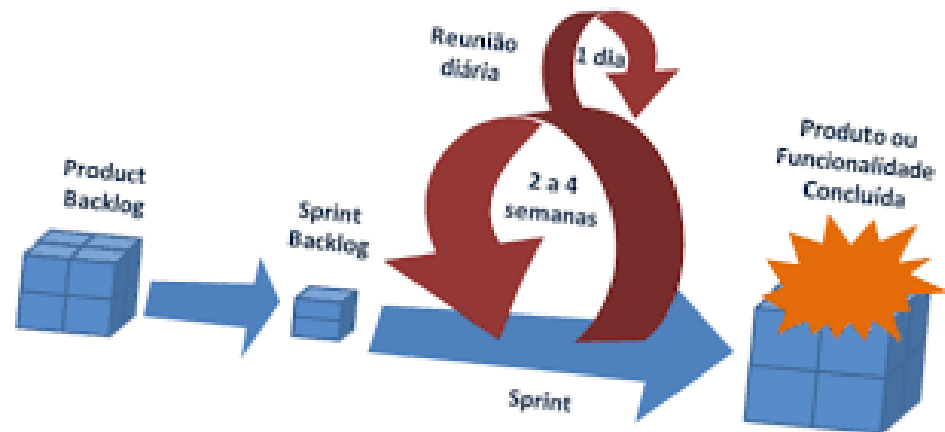 Product
Backlog
Sprint
Backlog
Reunião
diária
1 dia
2 a 4
semanas
Sprint
Produto ou
Funcionalidade
Concluída